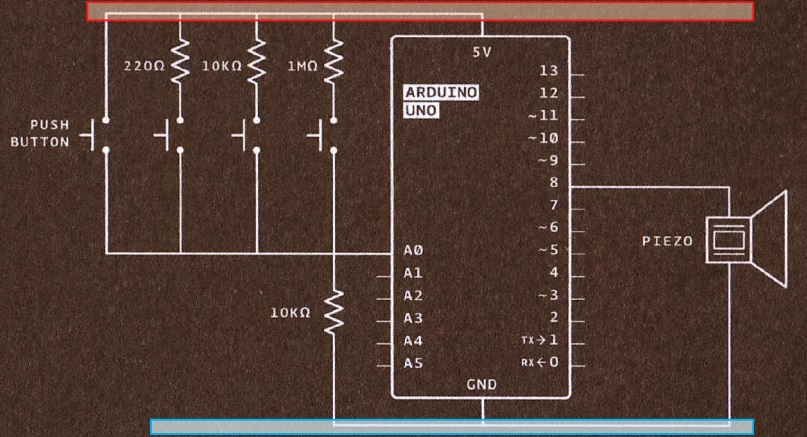 5V
220Ω
10KΩ
1MΩ
PUSH
BUTTON
ARDUINO
UNO
13
12
~11
~10
~9
8
7
~6
~5
4
~3
2
TX→1
RX←0
A0
A1
A2
A3
A4
A5
GND
10KΩ
PIEZO